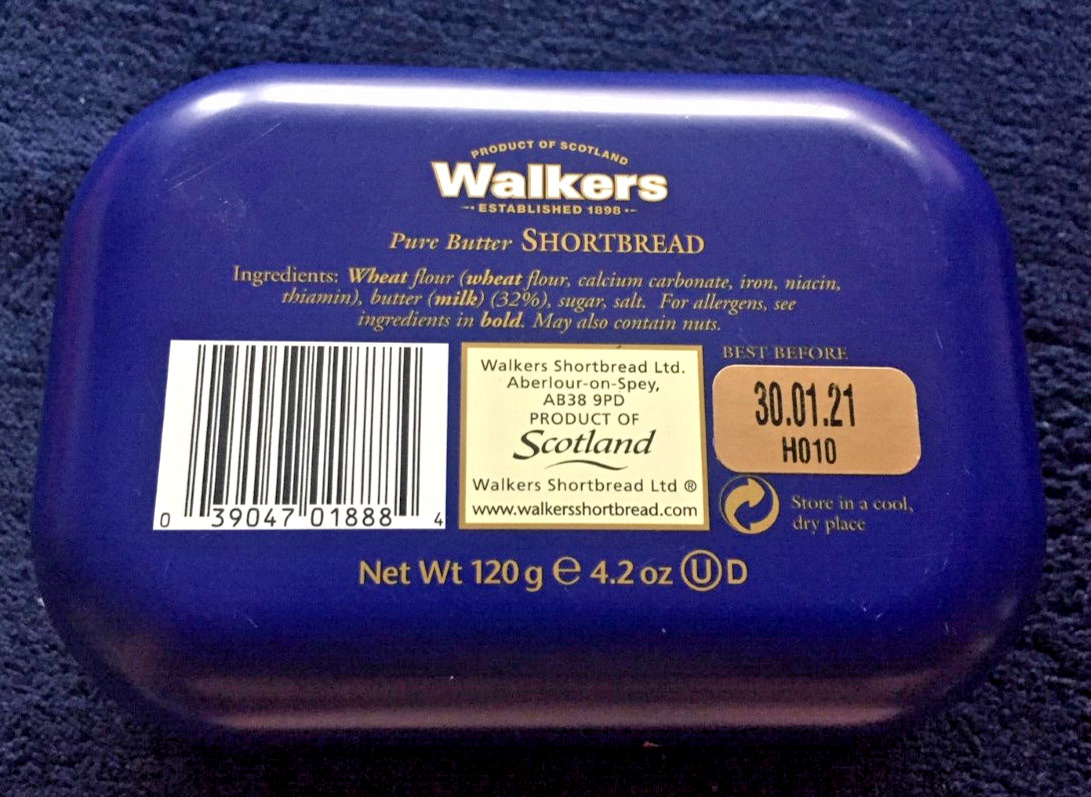 PRODUCT OF SCOTLAND
Walkers
ESTABLISHED 1898
Pure Butter SHORTBREAD
Ingredients: Wheat flour (wheat flour, calcium carbonate, iron, niacin,
thiamin), butter (milk) (32%), sugar, salt. For allergens, see
ingredients in bold. May also contain nuts.
0 39047 01888 4
Walkers Shortbread Ltd.
Aberlour-on-Spey,
AB38 9PD
PRODUCT OF
Scotland
Walkers Shortbread Ltd ®
www.walkersshortbread.com
BEST BEFORE
30.01.21
H010
Store in a cool,
dry place
Net Wt 120 g ℮ 4.2 oz Ⓤ D